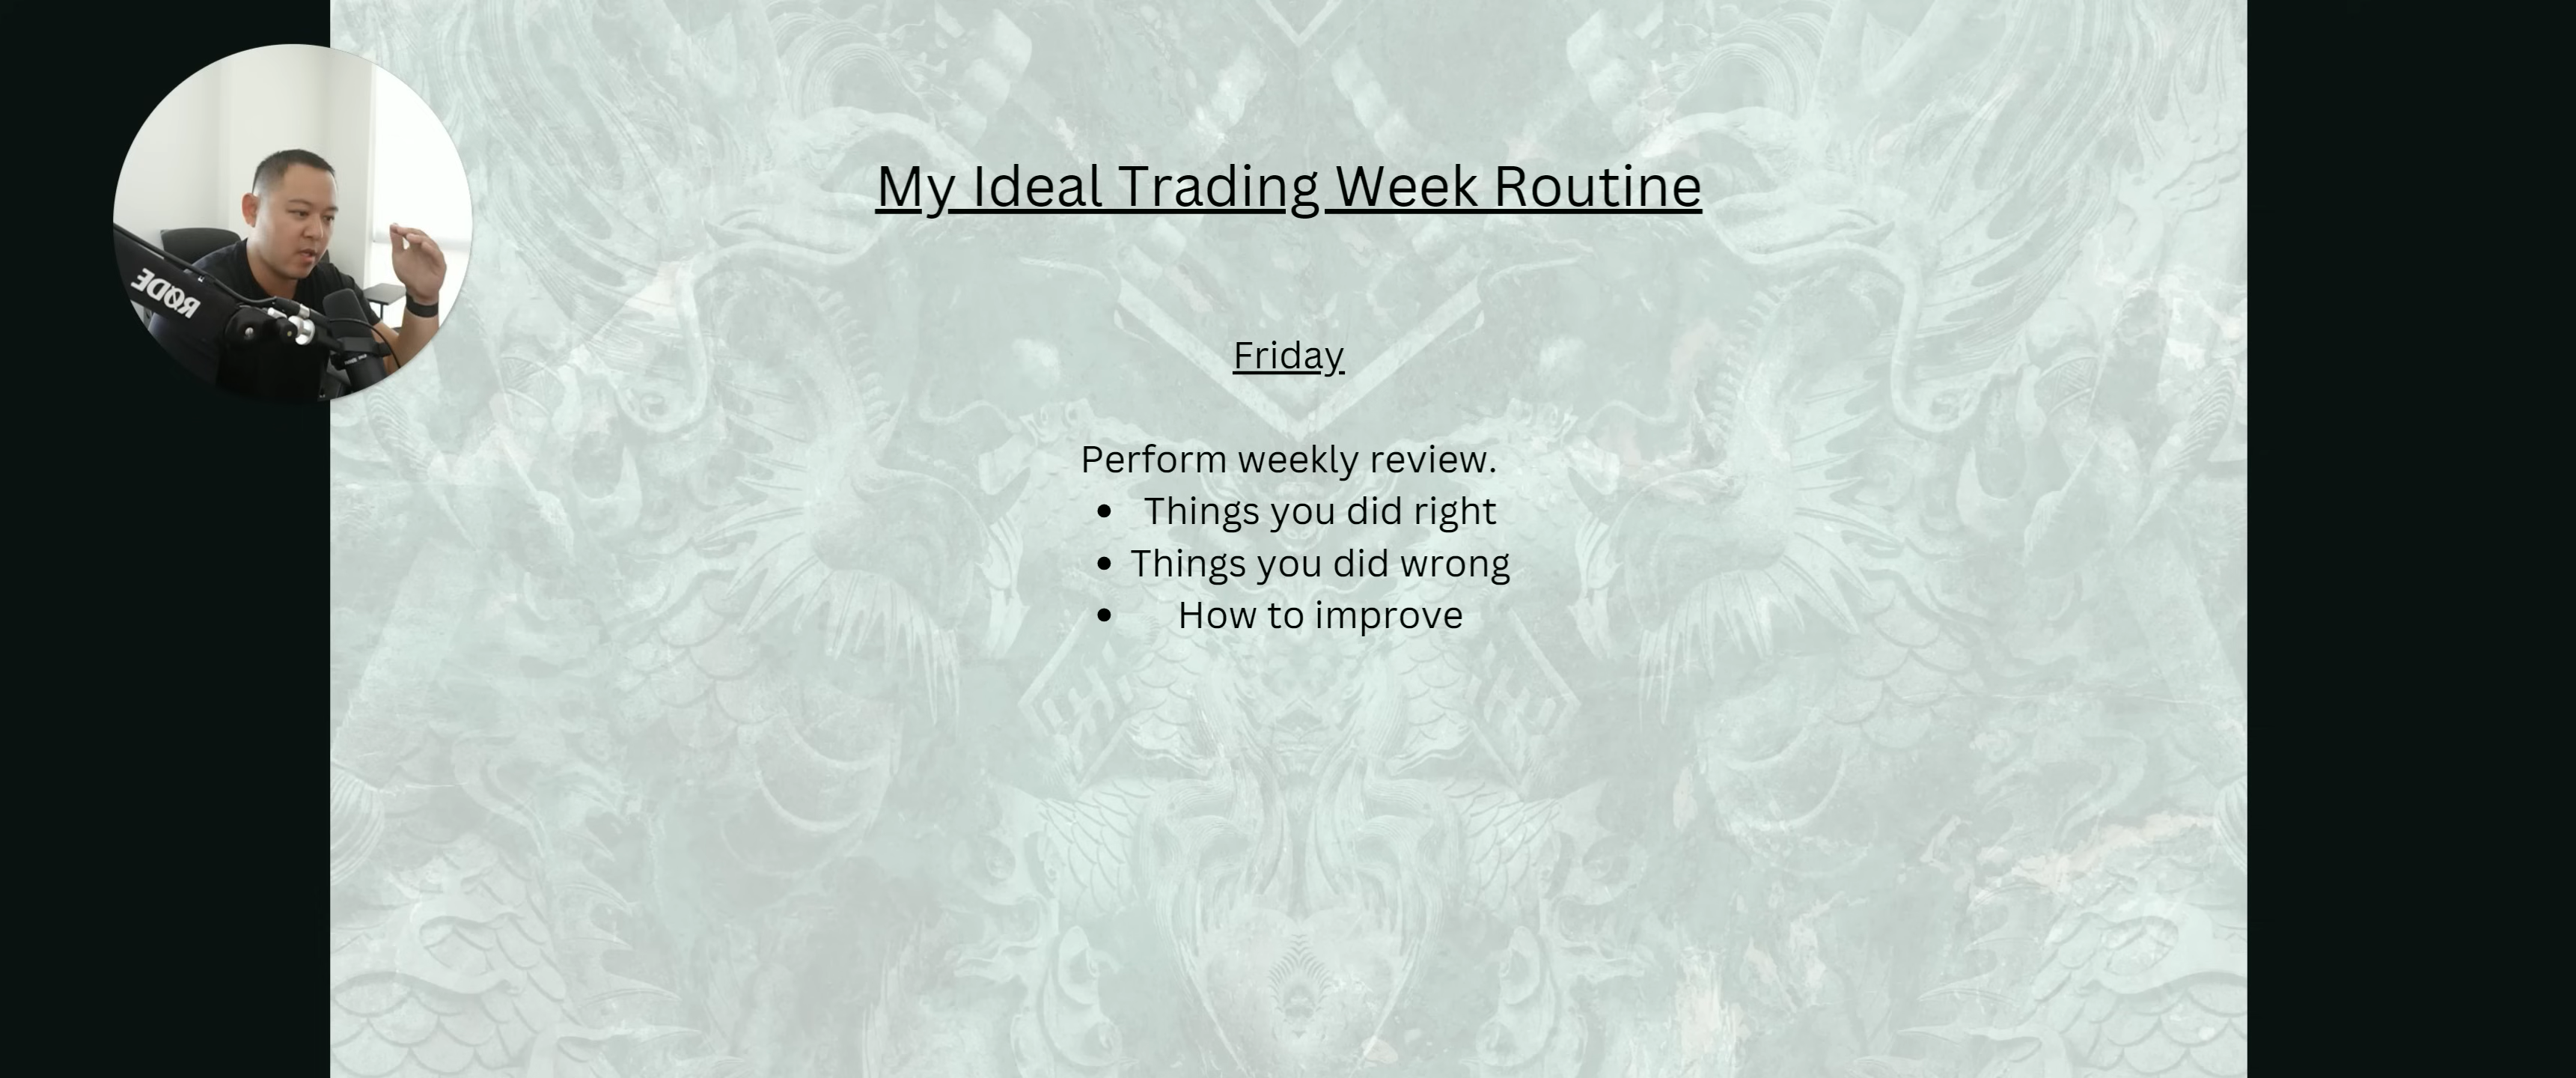 My Ideal Trading Week Routine
Friday
Perform weekly review.
• Things you did right
• Things you did wrong
• How to improve
RØDE